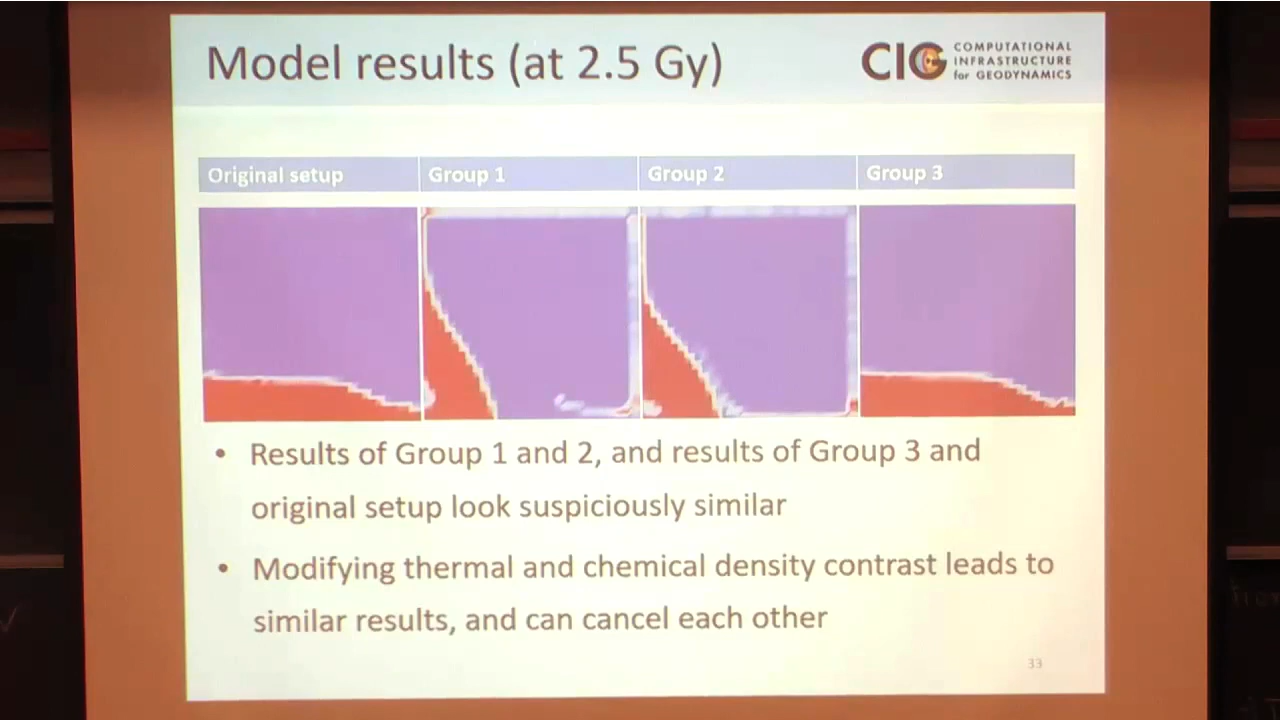 Model results (at 2.5 Gy)
CIG COMPUTATIONAL
INFRASTRUCTURE
for GEODYNAMICS
Original setup Group 1 Group 2 Group 3
• Results of Group 1 and 2, and results of Group 3 and
original setup look suspiciously similar
• Modifying thermal and chemical density contrast leads to
similar results, and can cancel each other
33